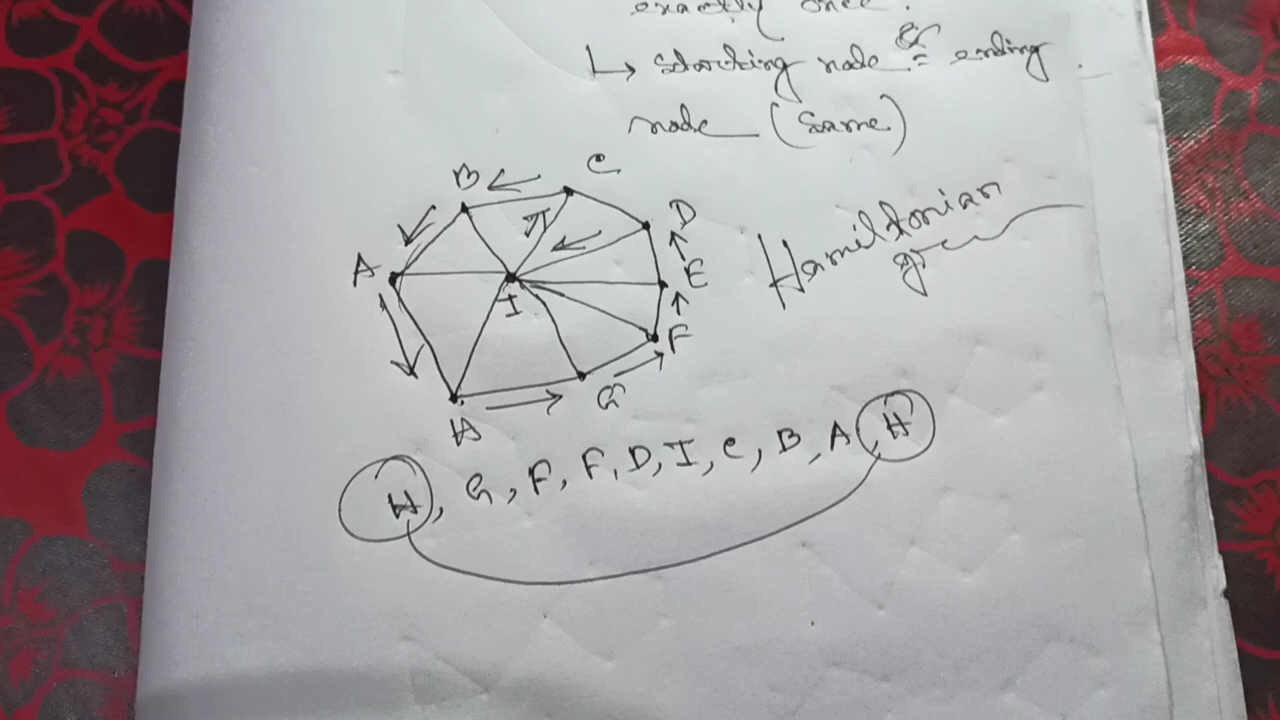 exactly once.
↳ starting node & ending
node (same)
B
C
D
A
I
E
F
G
H
Hamiltonian
H, G, F, F, D, I, C, B, A, H